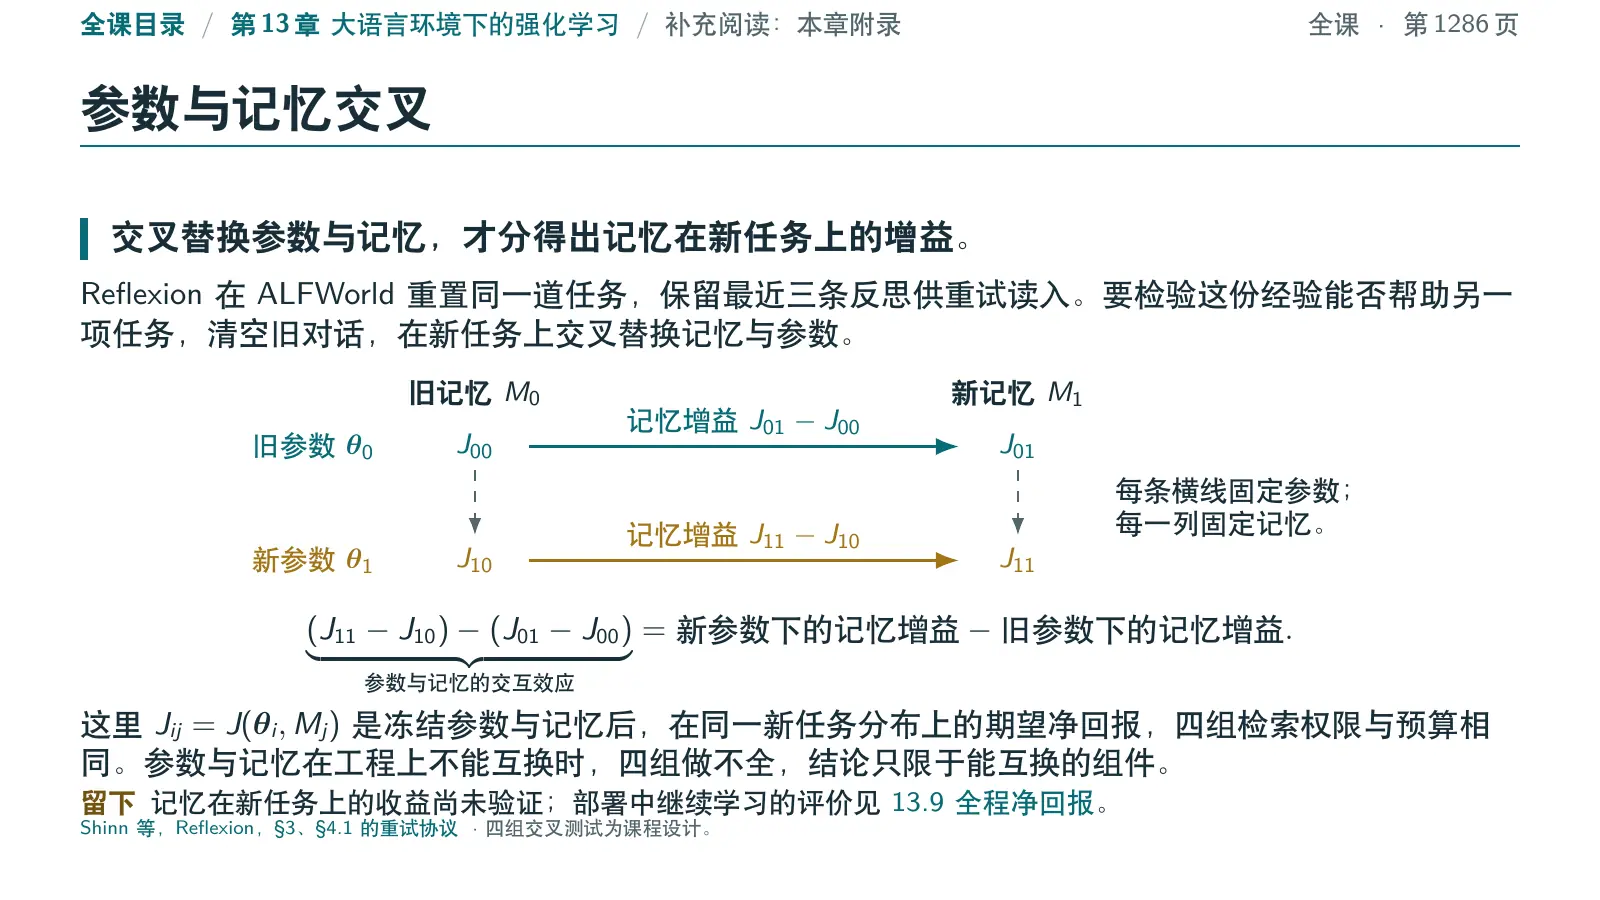 全课目录 / 第 13 章 大语言环境下的强化学习 / 补充阅读：本章附录 全课 · 第 1286 页
参数与记忆交叉
交叉替换参数与记忆，才分得出记忆在新任务上的增益。
Reflexion 在 ALFWorld 重置同一道任务，保留最近三条反思供重试读入。要检验这份经验能否帮助另一
项任务，清空旧对话，在新任务上交叉替换记忆与参数。
旧记忆 M₀ 新记忆 M₁
记忆增益 J₀₁ − J₀₀
旧参数 θ₀ J₀₀ J₀₁
每条横线固定参数；
每一列固定记忆。
记忆增益 J₁₁ − J₁₀
新参数 θ₁ J₁₀ J₁₁
(J₁₁ − J₁₀) − (J₀₁ − J₀₀) = 新参数下的记忆增益 − 旧参数下的记忆增益.
参数与记忆的交互效应
这里 Jᵢⱼ = J(θᵢ, Mⱼ) 是冻结参数与记忆后，在同一新任务分布上的期望净回报，四组检索权限与预算相
同。参数与记忆在工程上不能互换时，四组做不全，结论只限于能互换的组件。
留下 记忆在新任务上的收益尚未验证；部署中继续学习的评价见 13.9 全程净回报。
Shinn 等，Reflexion，§3、§4.1 的重试协议 · 四组交叉测试为课程设计。